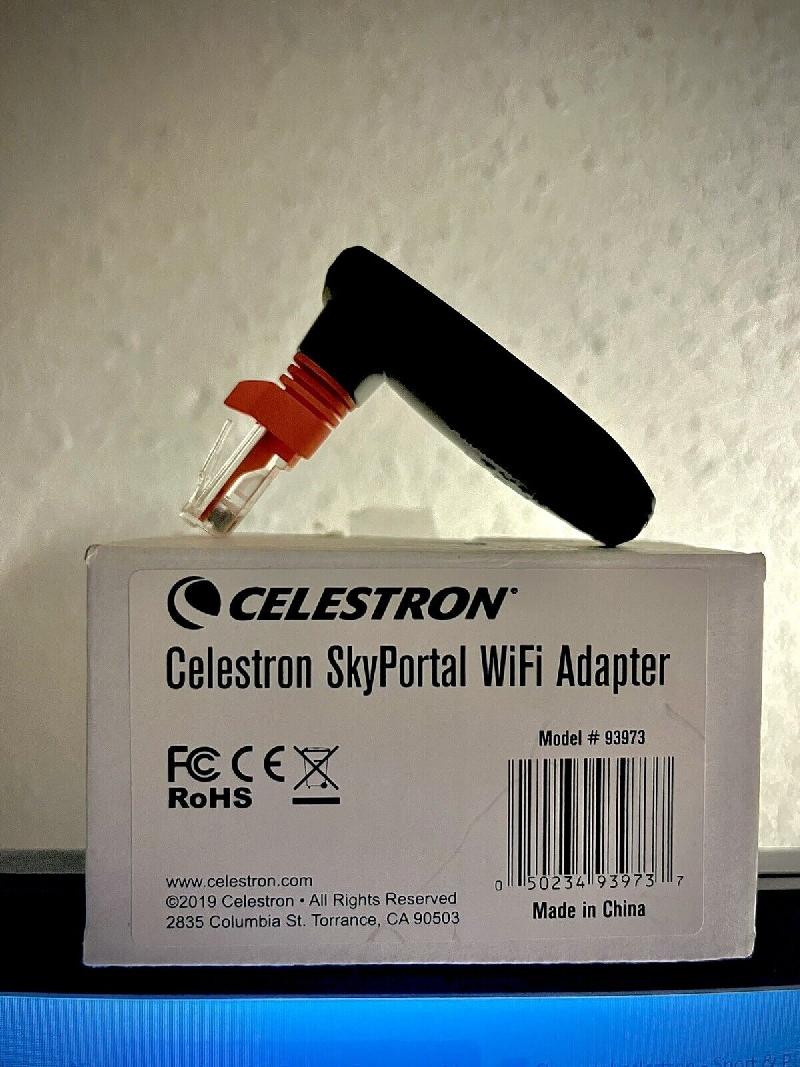 CELESTRON
Celestron SkyPortal WiFi Adapter
Model # 93973
FC CE
RoHS
0 50234 93973 7
www.celestron.com
©2019 Celestron • All Rights Reserved
2835 Columbia St. Torrance, CA 90503
Made in China
Sport &